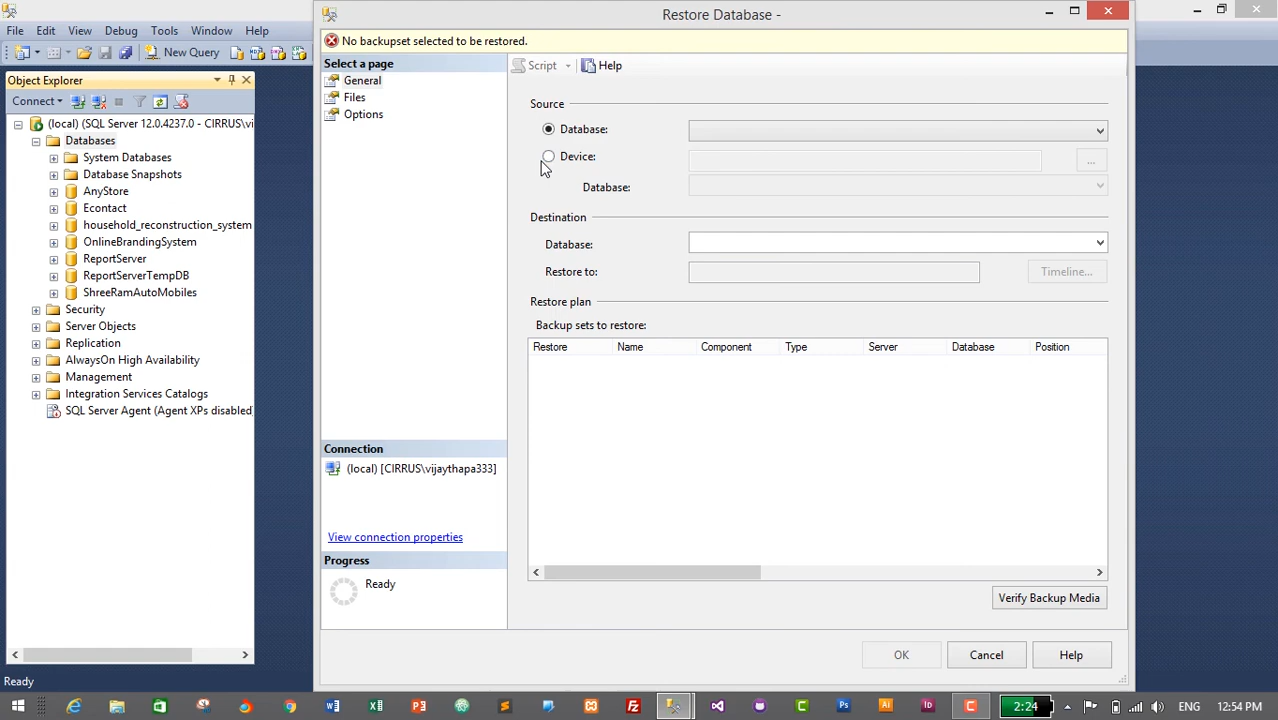 Restore Database -
File Edit View Debug Tools Window Help
New Query
No backupset selected to be restored.
Object Explorer
Connect
(local) (SQL Server 12.0.4237.0 - CIRRUS\vi
Databases
System Databases
Database Snapshots
AnyStore
Econtact
household_reconstruction_system
OnlineBrandingSystem
ReportServer
ReportServerTempDB
ShreeRamAutoMobiles
Security
Server Objects
Replication
AlwaysOn High Availability
Management
Integration Services Catalogs
SQL Server Agent (Agent XPs disabled)
Select a page
General
Files
Options
Connection
(local) [CIRRUS\vijaythapa333]
View connection properties
Progress
Ready
Script Help
Source
Database:
Device: ...
Database:
Destination
Database:
Restore to: Timeline...
Restore plan
Backup sets to restore:
Restore Name Component Type Server Database Position
Verify Backup Media
OK Cancel Help
Ready
2:24 ENG 12:54 PM